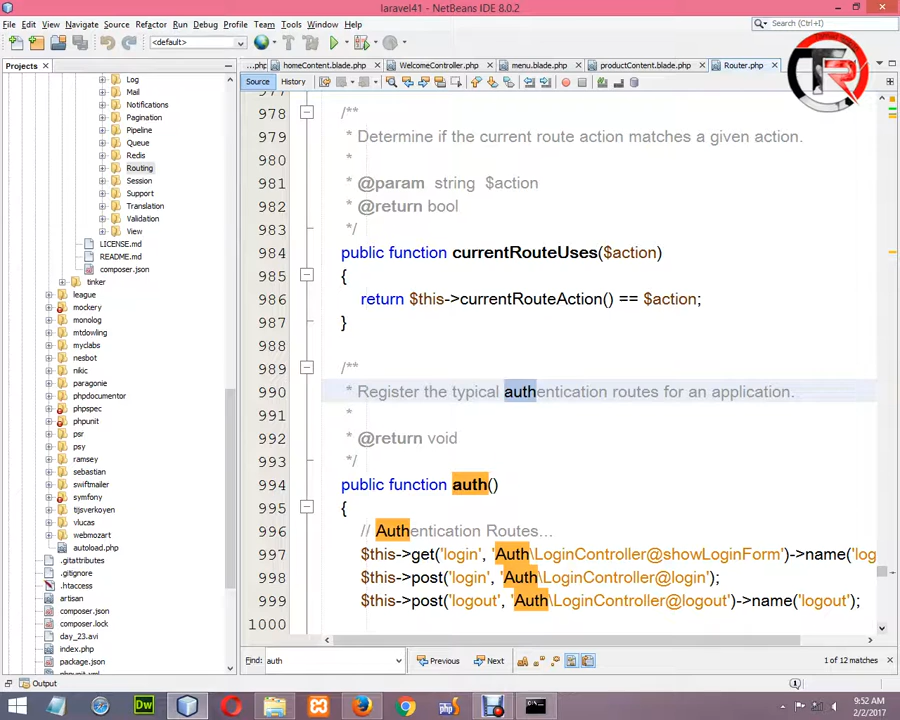 laravel41 - NetBeans IDE 8.0.2
File Edit View Navigate Source Refactor Run Debug Profile Team Tools Window Help
Search (Ctrl+I)
<default>
Projects
...php homeContent.blade.php WelcomeController.php menu.blade.php productContent.blade.php Router.php
Source History
Log
Mail
Notifications
Pagination
Pipeline
Queue
Redis
Routing
Session
Support
Translation
Validation
View
LICENSE.md
README.md
composer.json
tinker
league
mockery
monolog
mtdowling
myclabs
nesbot
nikic
paragonie
phpdocumentor
phpspec
phpunit
psr
psy
ramsey
sebastian
swiftmailer
symfony
tijsverkoyen
vlucas
webmozart
autoload.php
.gitattributes
.gitignore
.htaccess
artisan
composer.json
composer.lock
day_23.avi
index.php
package.json
phpunit.xml
977
978 /**
979 * Determine if the current route action matches a given action.
980 *
981 * @param string $action
982 * @return bool
983 */
984 public function currentRouteUses($action)
985 {
986 return $this->currentRouteAction() == $action;
987 }
988
989 /**
990 * Register the typical authentication routes for an application.
991 *
992 * @return void
993 */
994 public function auth()
995 {
996 // Authentication Routes...
997 $this->get('login', 'Auth\LoginController@showLoginForm')->name('log
998 $this->post('login', 'Auth\LoginController@login');
999 $this->post('logout', 'Auth\LoginController@logout')->name('logout');
1000
Find: auth Previous Next 1 of 12 matches
Output
Dw php
9:52 AM
2/2/2017